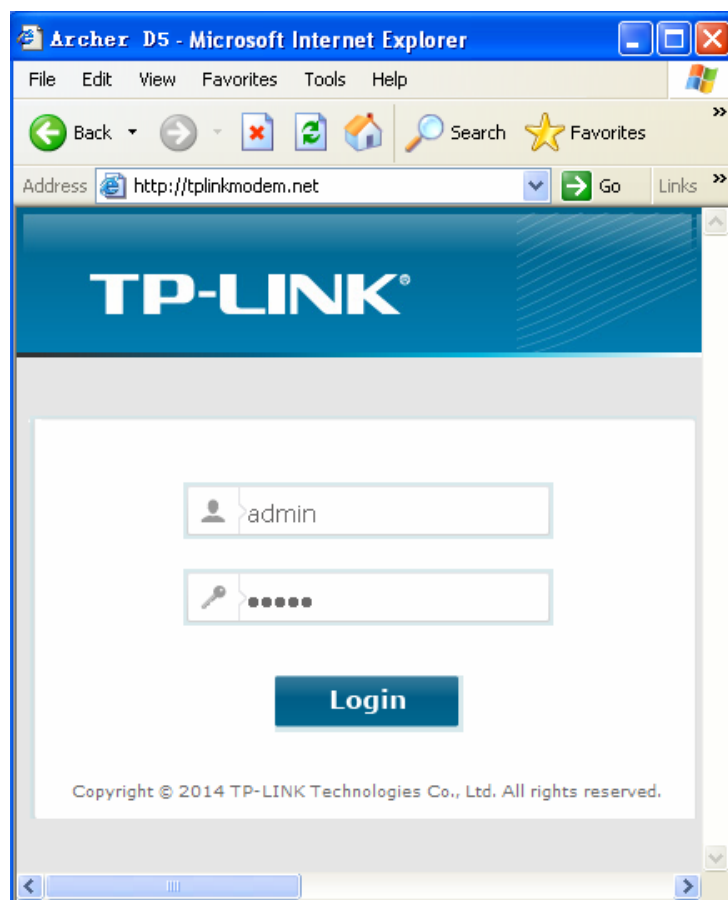 Archer D5 - Microsoft Internet Explorer
File Edit View Favorites Tools Help
Back Search Favorites »
Address http://tplinkmodem.net Go Links »
TP-LINK®
admin
•••••
Login
Copyright © 2014 TP-LINK Technologies Co., Ltd. All rights reserved.